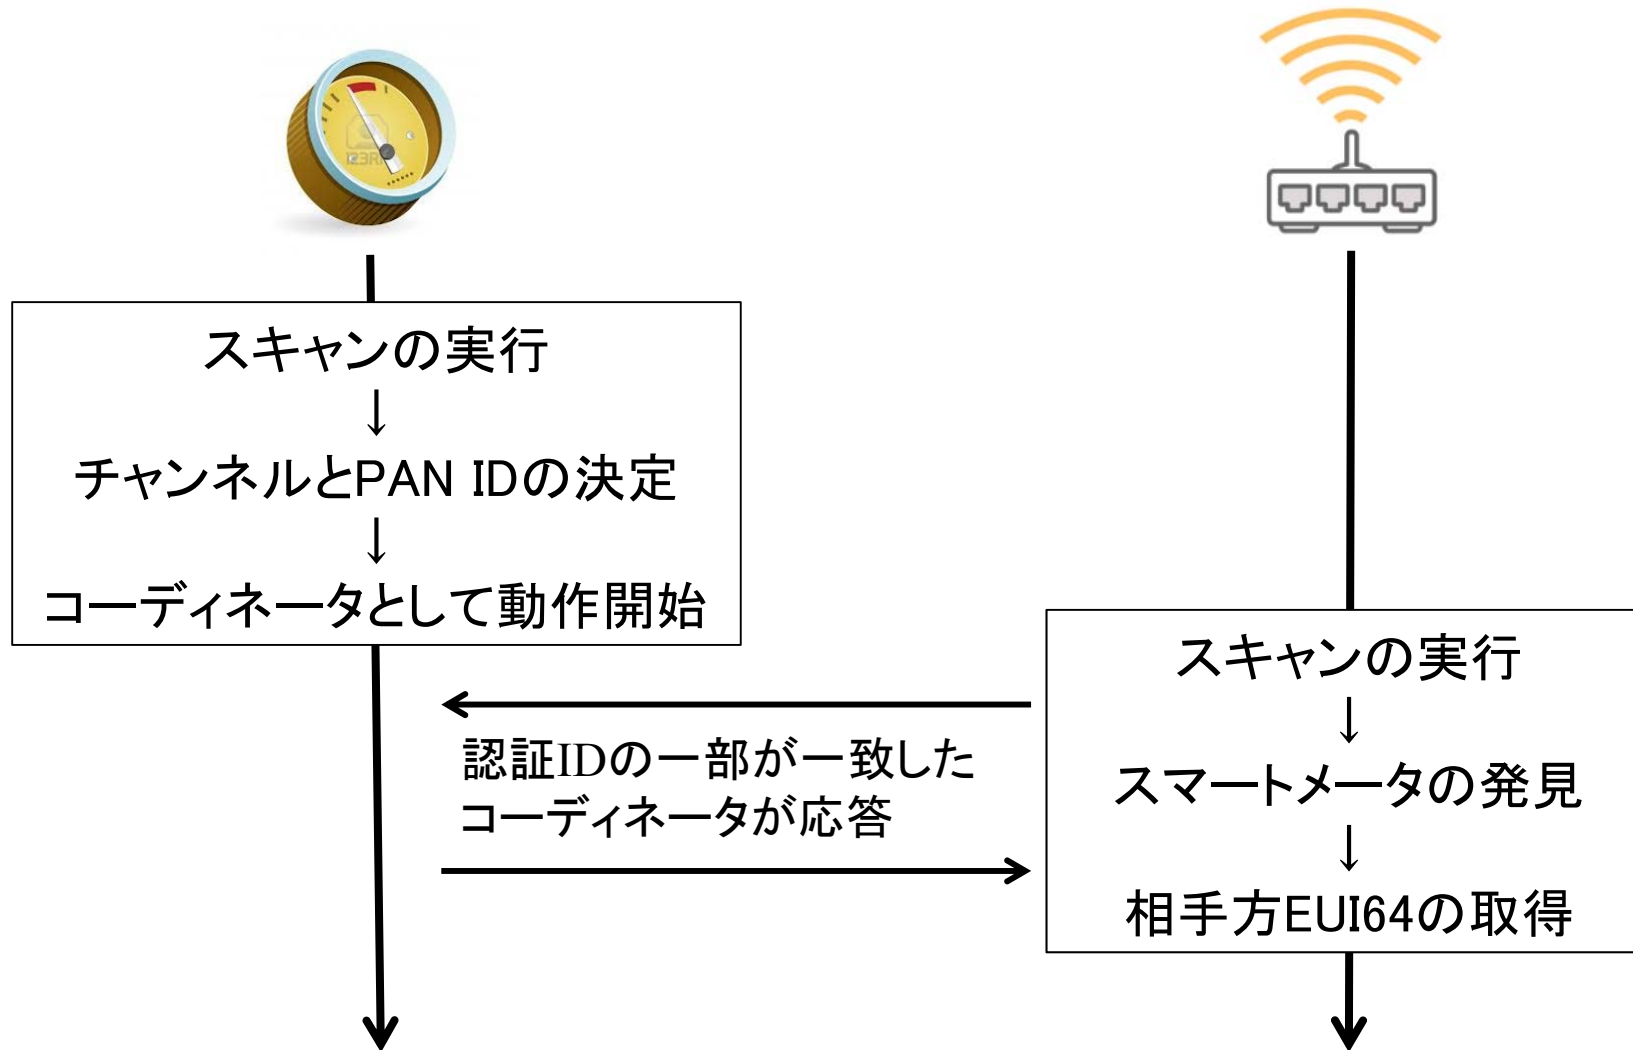 スキャンの実行
↓
チャンネルとPAN IDの決定
↓
コーディネータとして動作開始
認証IDの一部が一致した
コーディネータが応答
スキャンの実行
↓
スマートメータの発見
↓
相手方EUI64の取得